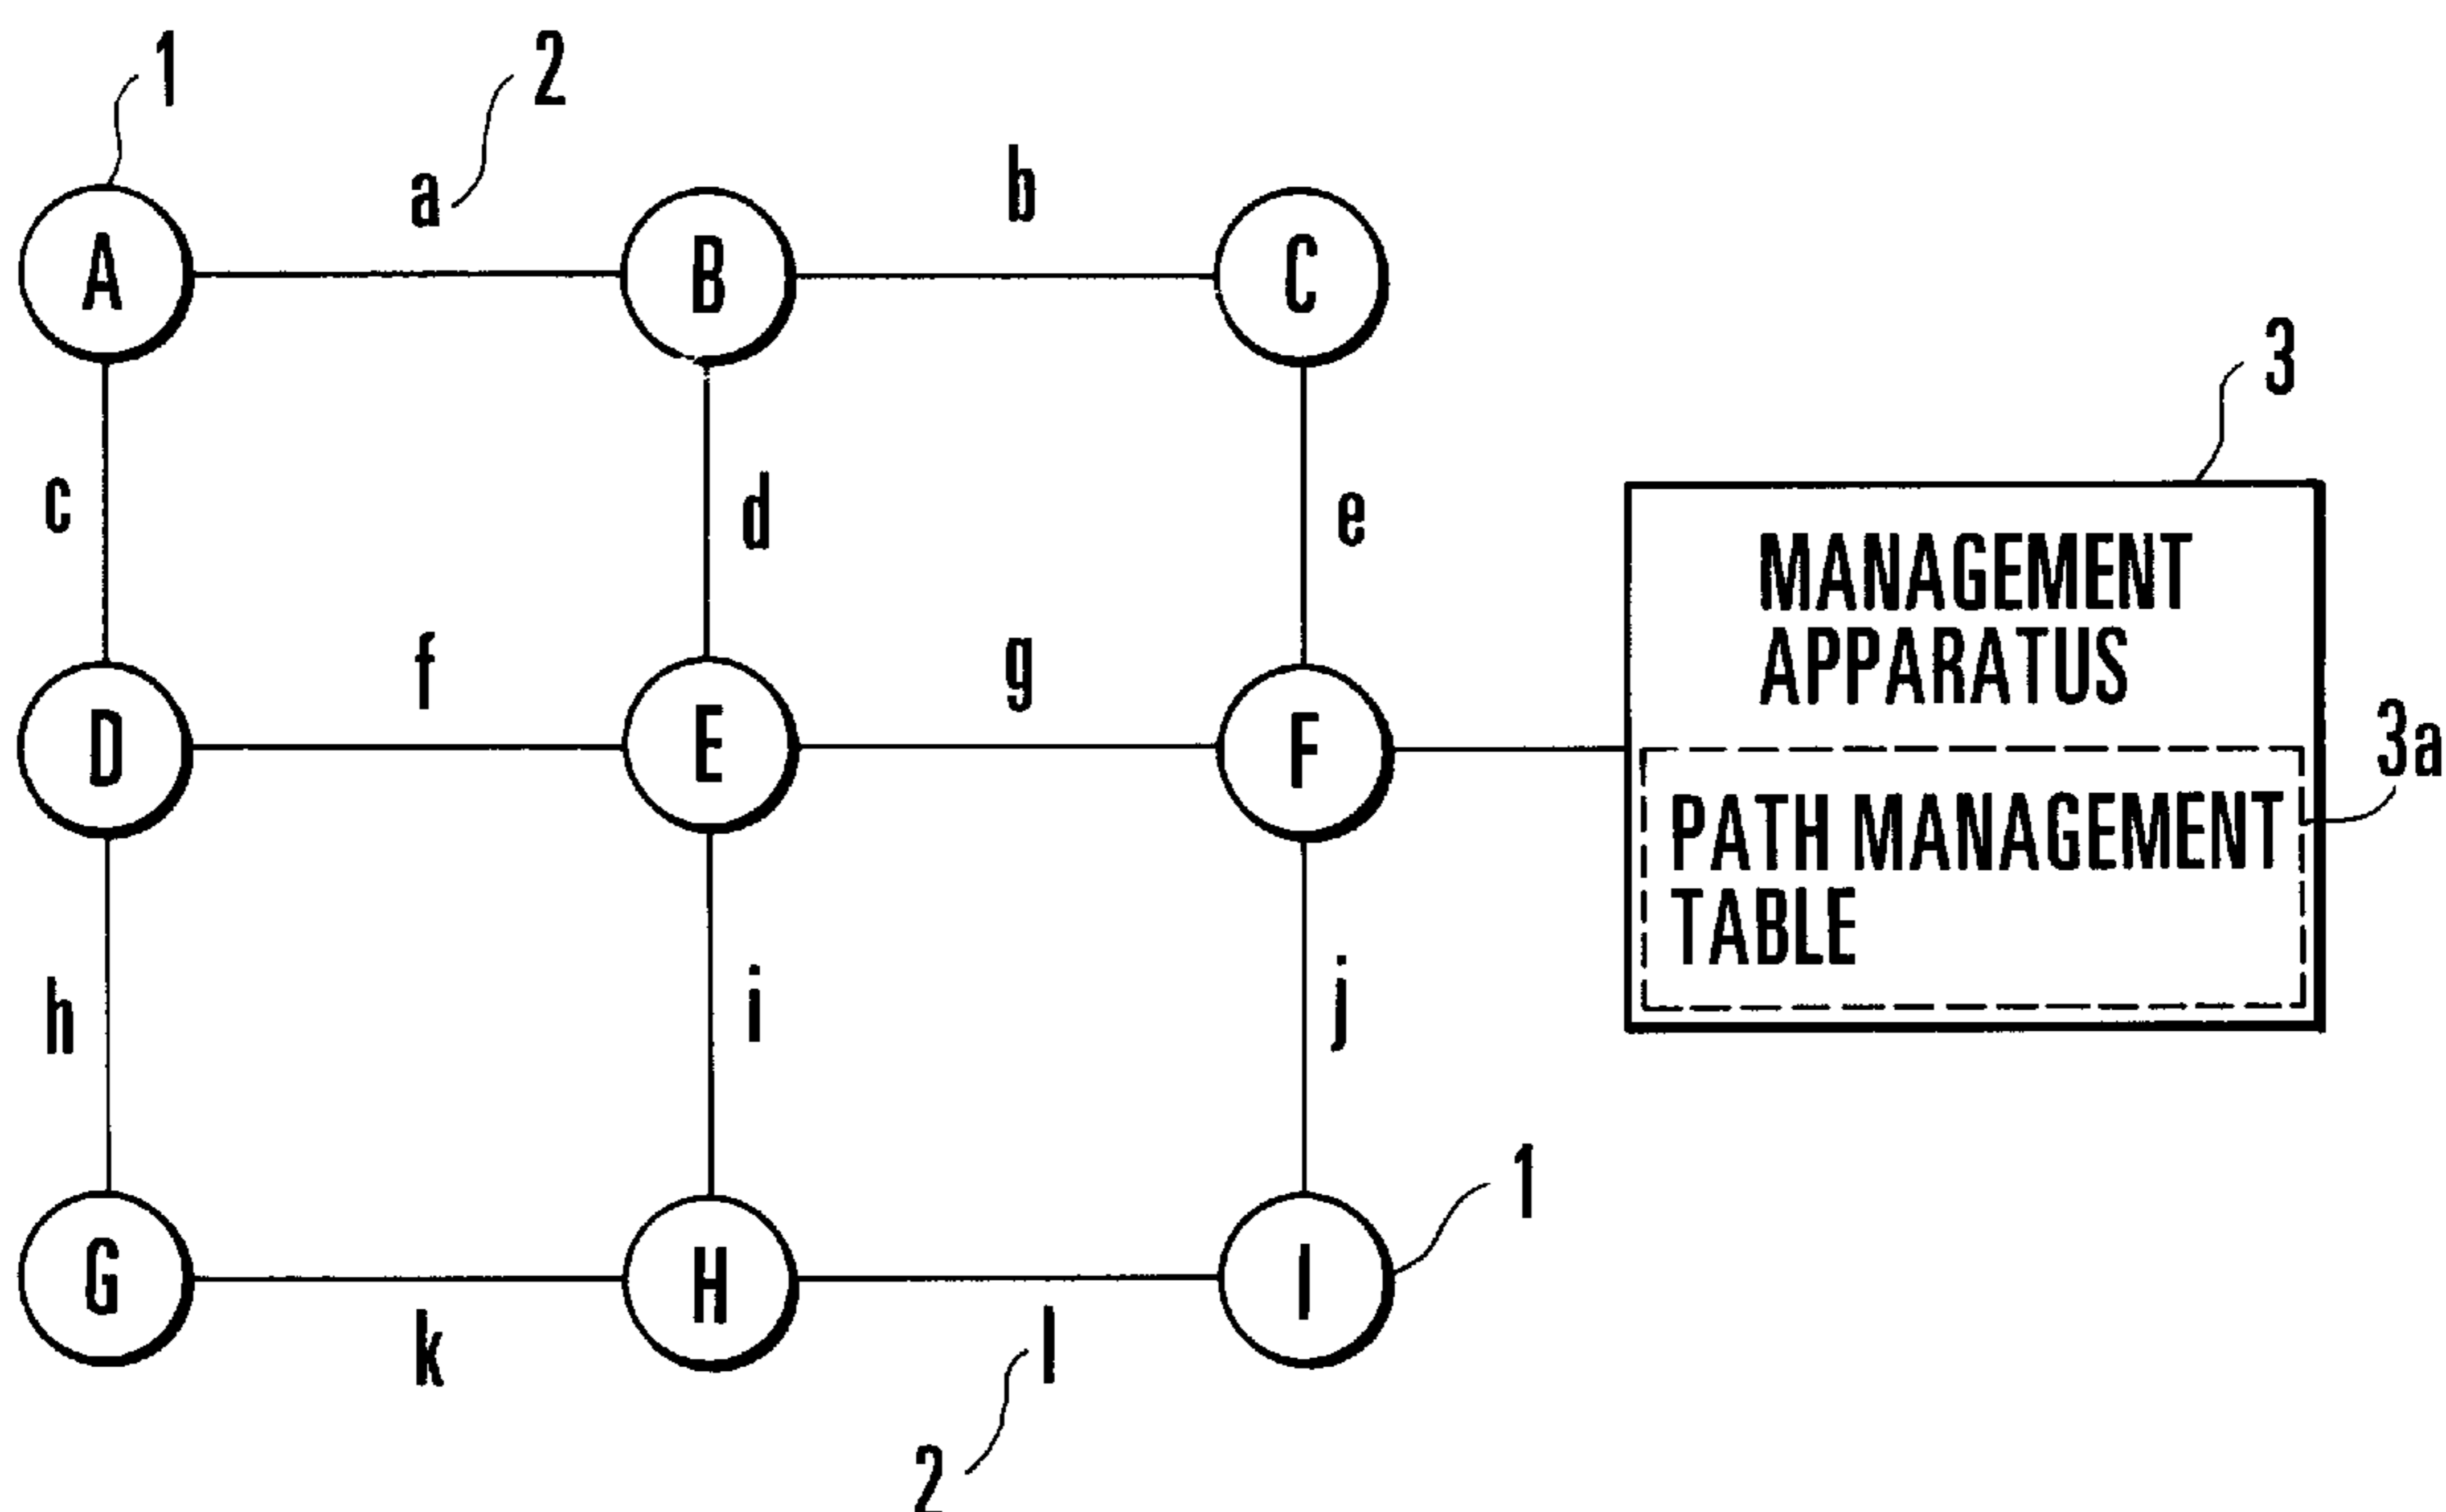 1
2
a
b
A
B
C
3
c
d
e
MANAGEMENT
APPARATUS
f
g
3a
D
E
F
PATH MANAGEMENT
TABLE
h
i
j
1
G
H
I
k
l
2